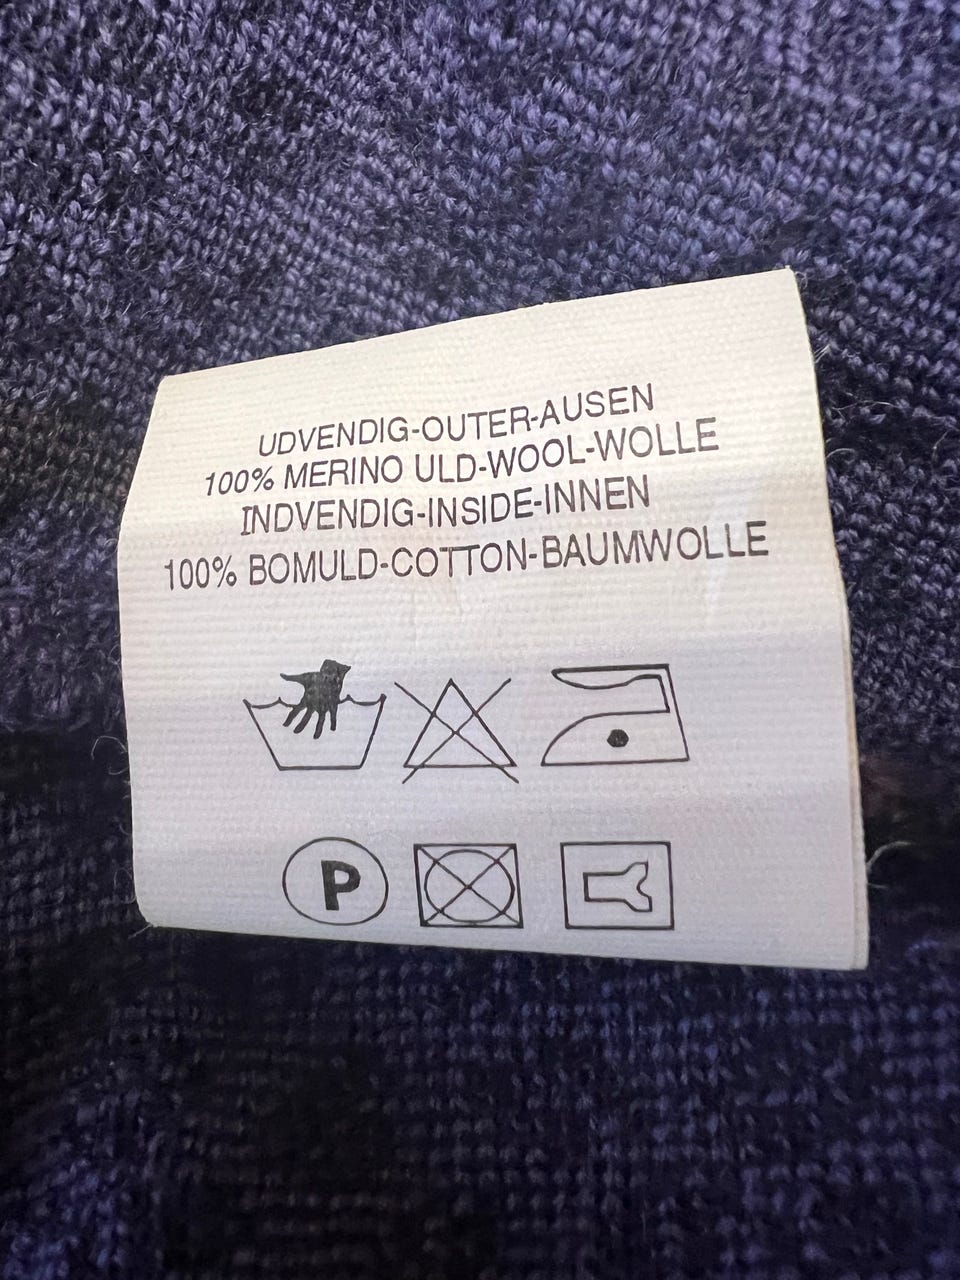 UDVENDIG-OUTER-AUSEN
100% MERINO ULD-WOOL-WOLLE
INDVENDIG-INSIDE-INNEN
100% BOMULD-COTTON-BAUMWOLLE
P